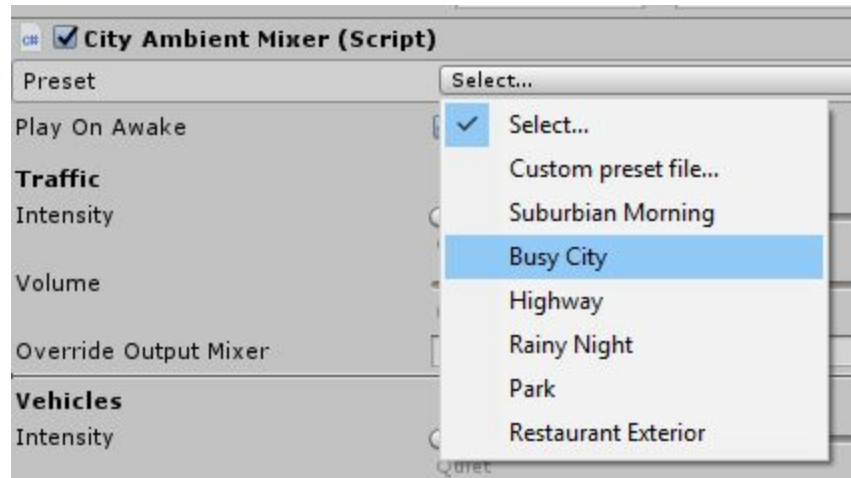 City Ambient Mixer (Script)
Preset
Select...
Play On Awake
Select...
Custom preset file...
Traffic
Intensity
Suburbian Morning
Busy City
Volume
Highway
Override Output Mixer
Rainy Night
Park
Vehicles
Intensity
Restaurant Exterior
Quiet